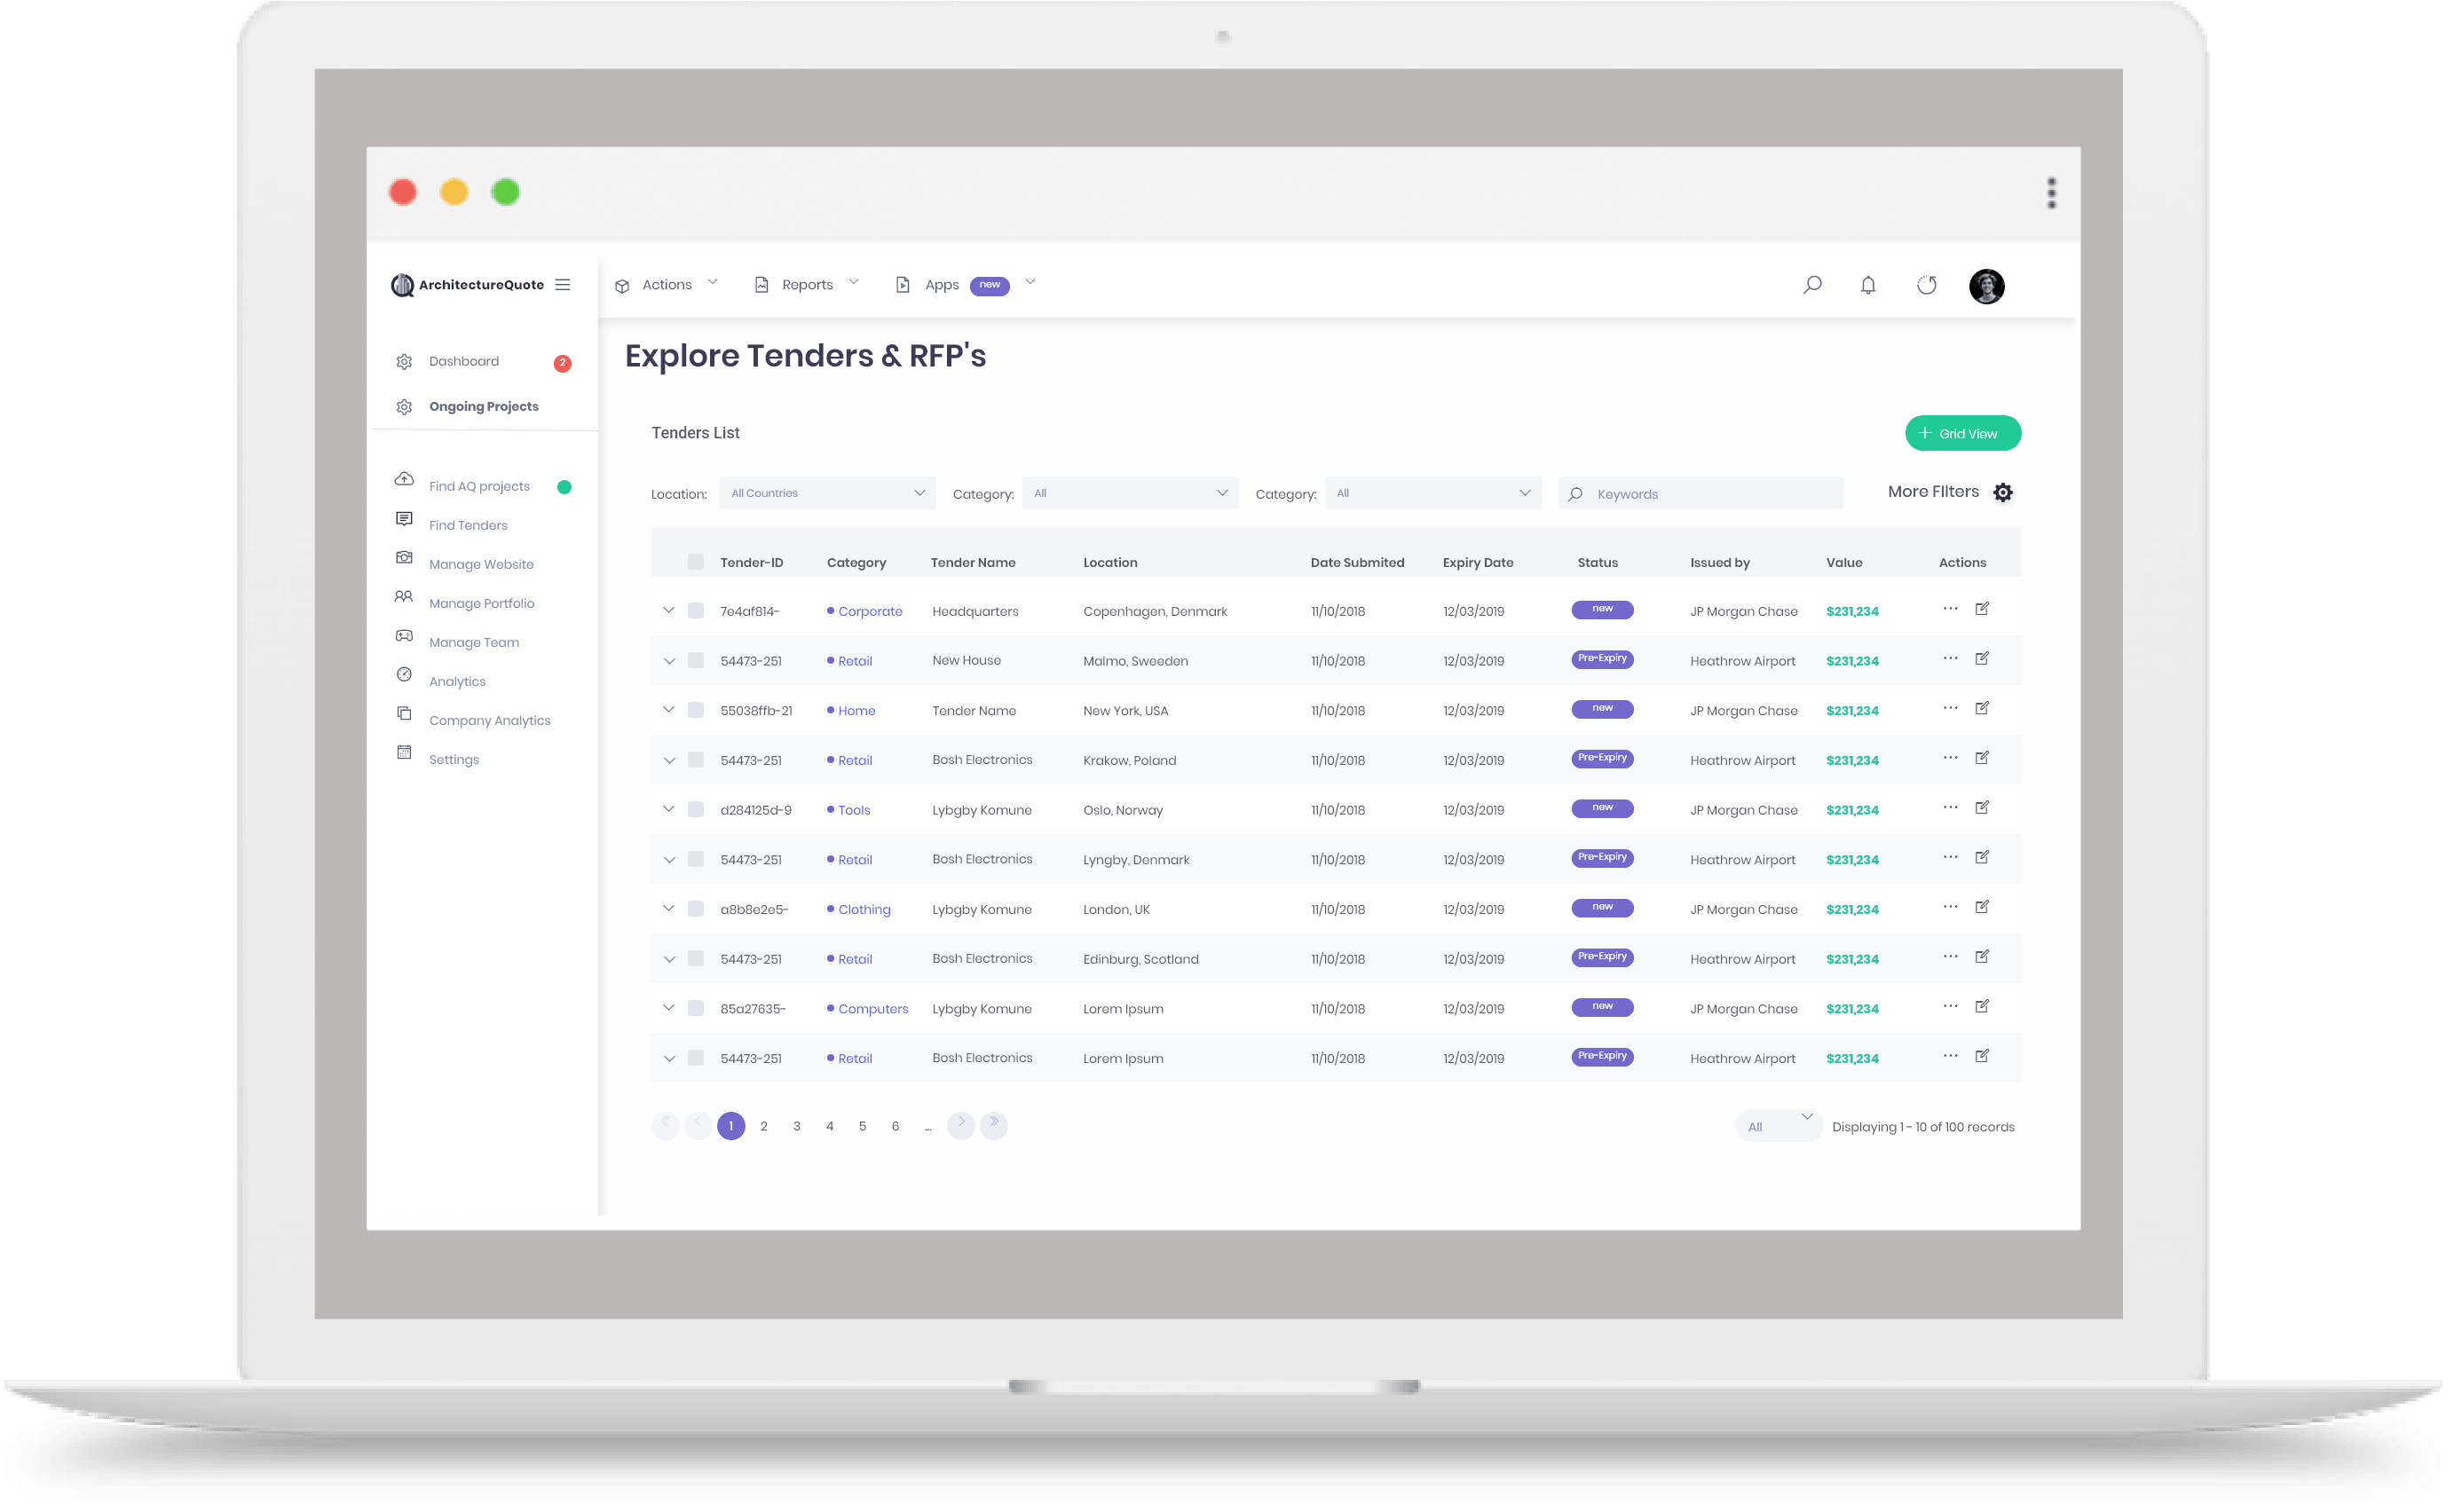 ArchitectureQuote
Actions Reports Apps new
Explore Tenders & RFP's
Dashboard 2
Ongoing Projects
Find AQ projects
Find Tenders
Manage Website
Manage Portfolio
Manage Team
Analytics
Company Analytics
Settings
Tenders List
+ Grid View
Location: All Countries Category: All Category: All Keywords More FIlters
Tender-ID Category Tender Name Location Date Submited Expiry Date Status Issued by Value Actions
7e4af814- Corporate Headquarters Copenhagen, Denmark 11/10/2018 12/03/2019 new JP Morgan Chase $231,234 ...
54473-251 Retail New House Malmo, Sweeden 11/10/2018 12/03/2019 Pre-Expiry Heathrow Airport $231,234 ...
55038ffb-21 Home Tender Name New York, USA 11/10/2018 12/03/2019 new JP Morgan Chase $231,234 ...
54473-251 Retail Bosh Electronics Krakow, Poland 11/10/2018 12/03/2019 Pre-Expiry Heathrow Airport $231,234 ...
d284125d-9 Tools Lybgby Komune Oslo, Norway 11/10/2018 12/03/2019 new JP Morgan Chase $231,234 ...
54473-251 Retail Bosh Electronics Lyngby, Denmark 11/10/2018 12/03/2019 Pre-Expiry Heathrow Airport $231,234 ...
a8b8e2e5- Clothing Lybgby Komune London, UK 11/10/2018 12/03/2019 new JP Morgan Chase $231,234 ...
54473-251 Retail Bosh Electronics Edinburg, Scotland 11/10/2018 12/03/2019 Pre-Expiry Heathrow Airport $231,234 ...
85a27635- Computers Lybgby Komune Lorem Ipsum 11/10/2018 12/03/2019 new JP Morgan Chase $231,234 ...
54473-251 Retail Bosh Electronics Lorem Ipsum 11/10/2018 12/03/2019 Pre-Expiry Heathrow Airport $231,234 ...
1 2 3 4 5 6 ... All Displaying 1 - 10 of 100 records